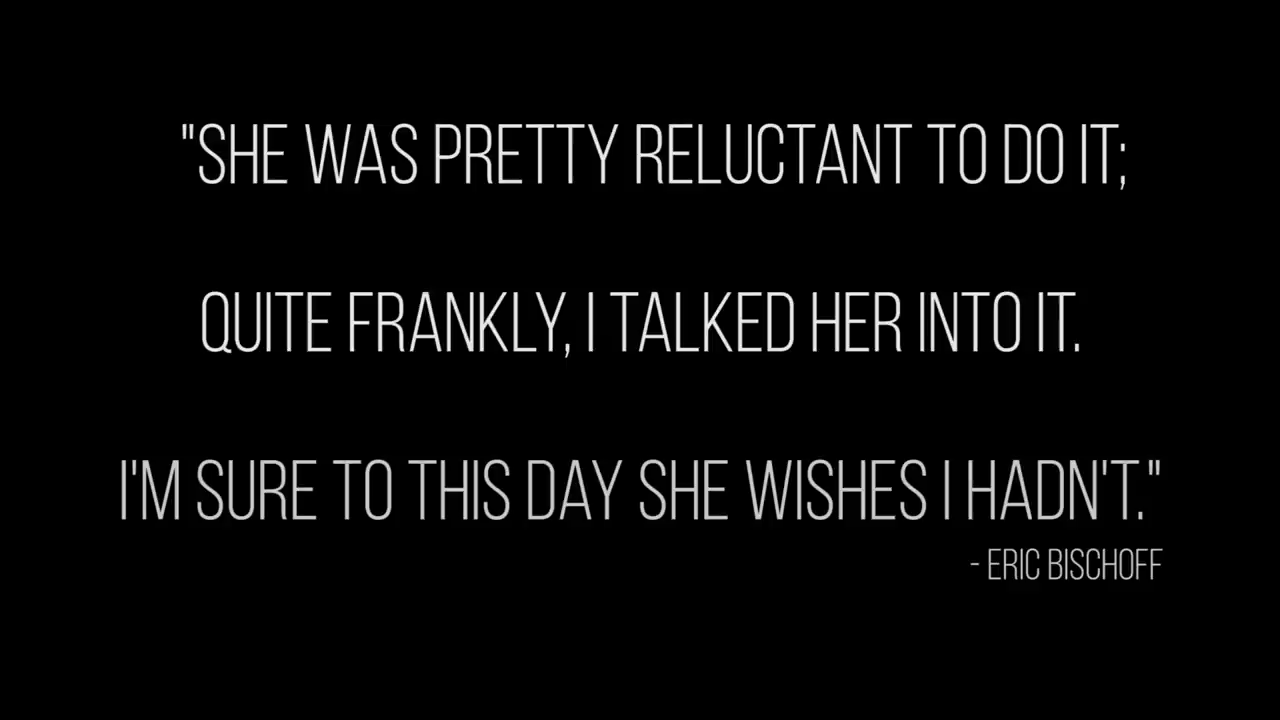 "SHE WAS PRETTY RELUCTANT TO DO IT;
QUITE FRANKLY, I TALKED HER INTO IT.
I'M SURE TO THIS DAY SHE WISHES I HADN'T."
- ERIC BISCHOFF